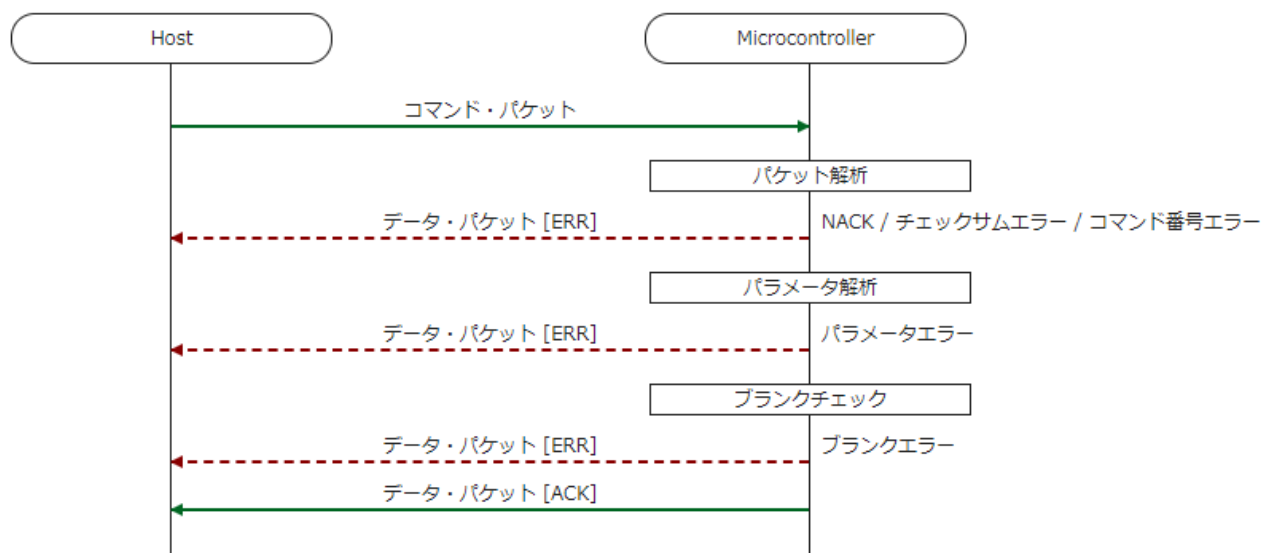 Host
Microcontroller
コマンド・パケット
パケット解析
データ・パケット [ERR]
NACK / チェックサムエラー / コマンド番号エラー
パラメータ解析
データ・パケット [ERR]
パラメータエラー
ブランクチェック
データ・パケット [ERR]
ブランクエラー
データ・パケット [ACK]